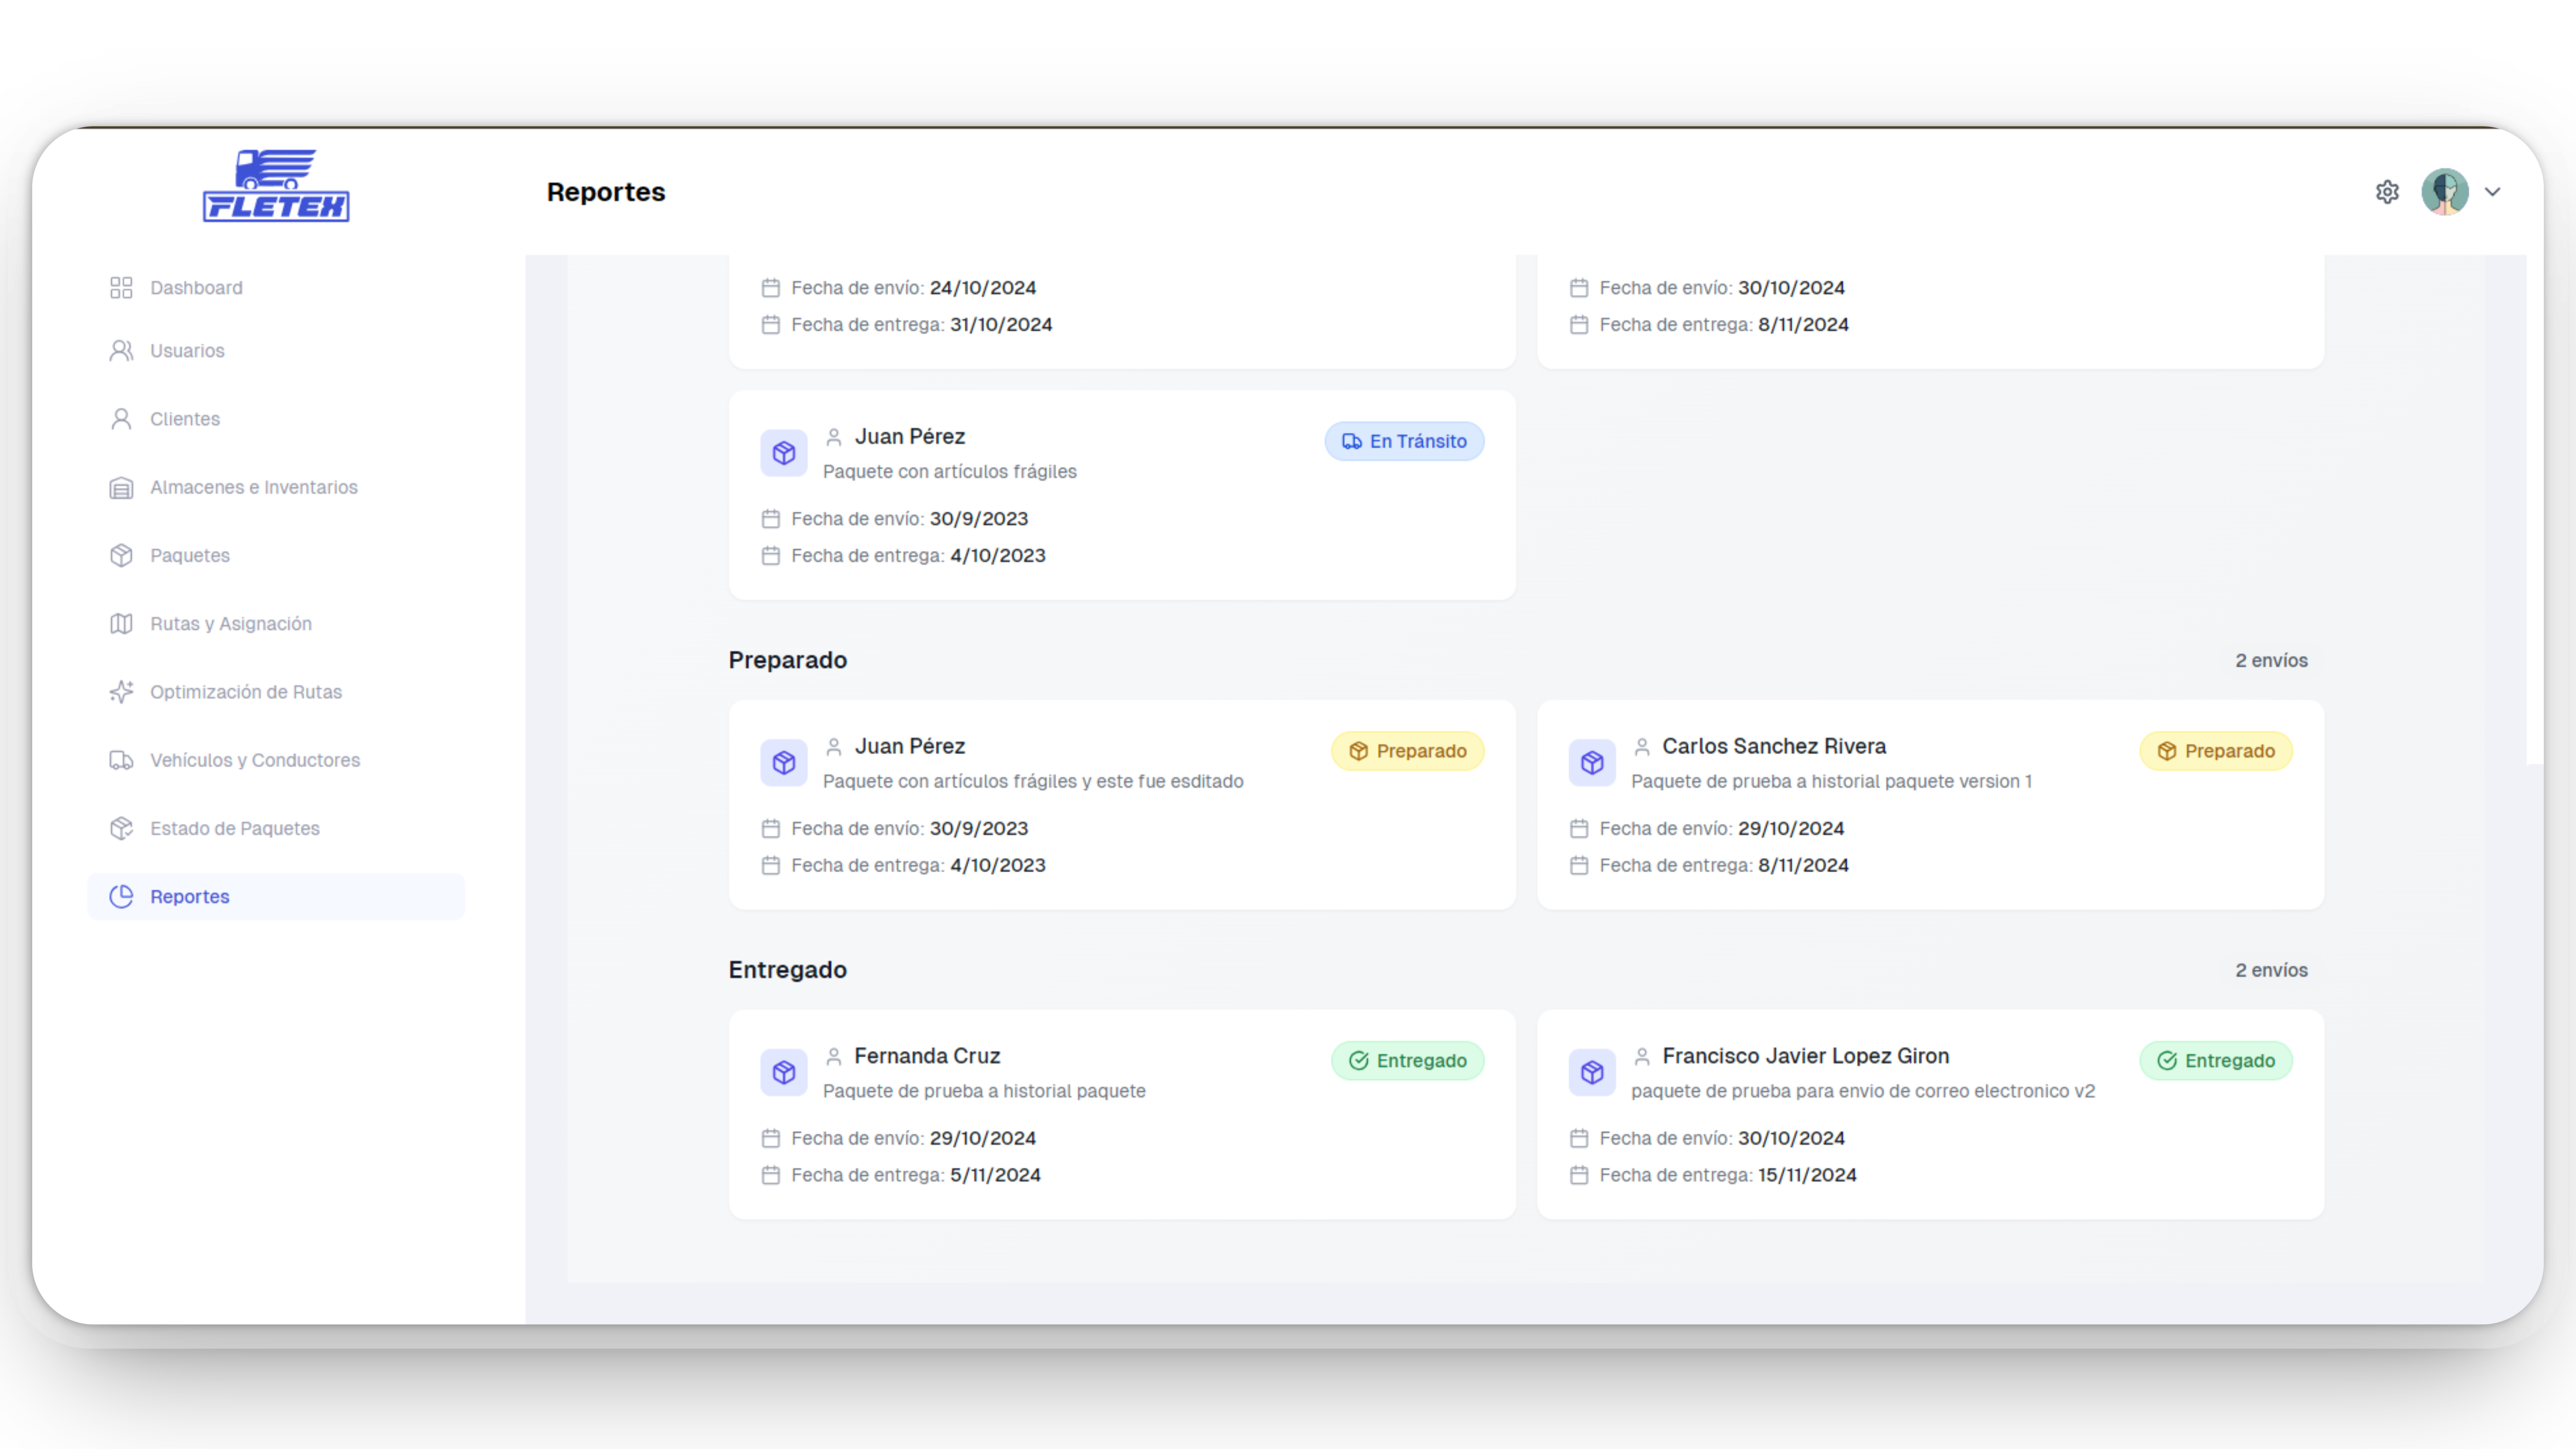 FLETEX
Reportes
Dashboard
Usuarios
Clientes
Almacenes e Inventarios
Paquetes
Rutas y Asignación
Optimización de Rutas
Vehículos y Conductores
Estado de Paquetes
Reportes
Fecha de envío: 24/10/2024
Fecha de entrega: 31/10/2024
Fecha de envío: 30/10/2024
Fecha de entrega: 8/11/2024
Juan Pérez
En Tránsito
Paquete con artículos frágiles
Fecha de envío: 30/9/2023
Fecha de entrega: 4/10/2023
Preparado
2 envíos
Juan Pérez
Preparado
Paquete con artículos frágiles y este fue esditado
Fecha de envío: 30/9/2023
Fecha de entrega: 4/10/2023
Carlos Sanchez Rivera
Preparado
Paquete de prueba a historial paquete version 1
Fecha de envío: 29/10/2024
Fecha de entrega: 8/11/2024
Entregado
2 envíos
Fernanda Cruz
Entregado
Paquete de prueba a historial paquete
Fecha de envío: 29/10/2024
Fecha de entrega: 5/11/2024
Francisco Javier Lopez Giron
Entregado
paquete de prueba para envio de correo electronico v2
Fecha de envío: 30/10/2024
Fecha de entrega: 15/11/2024